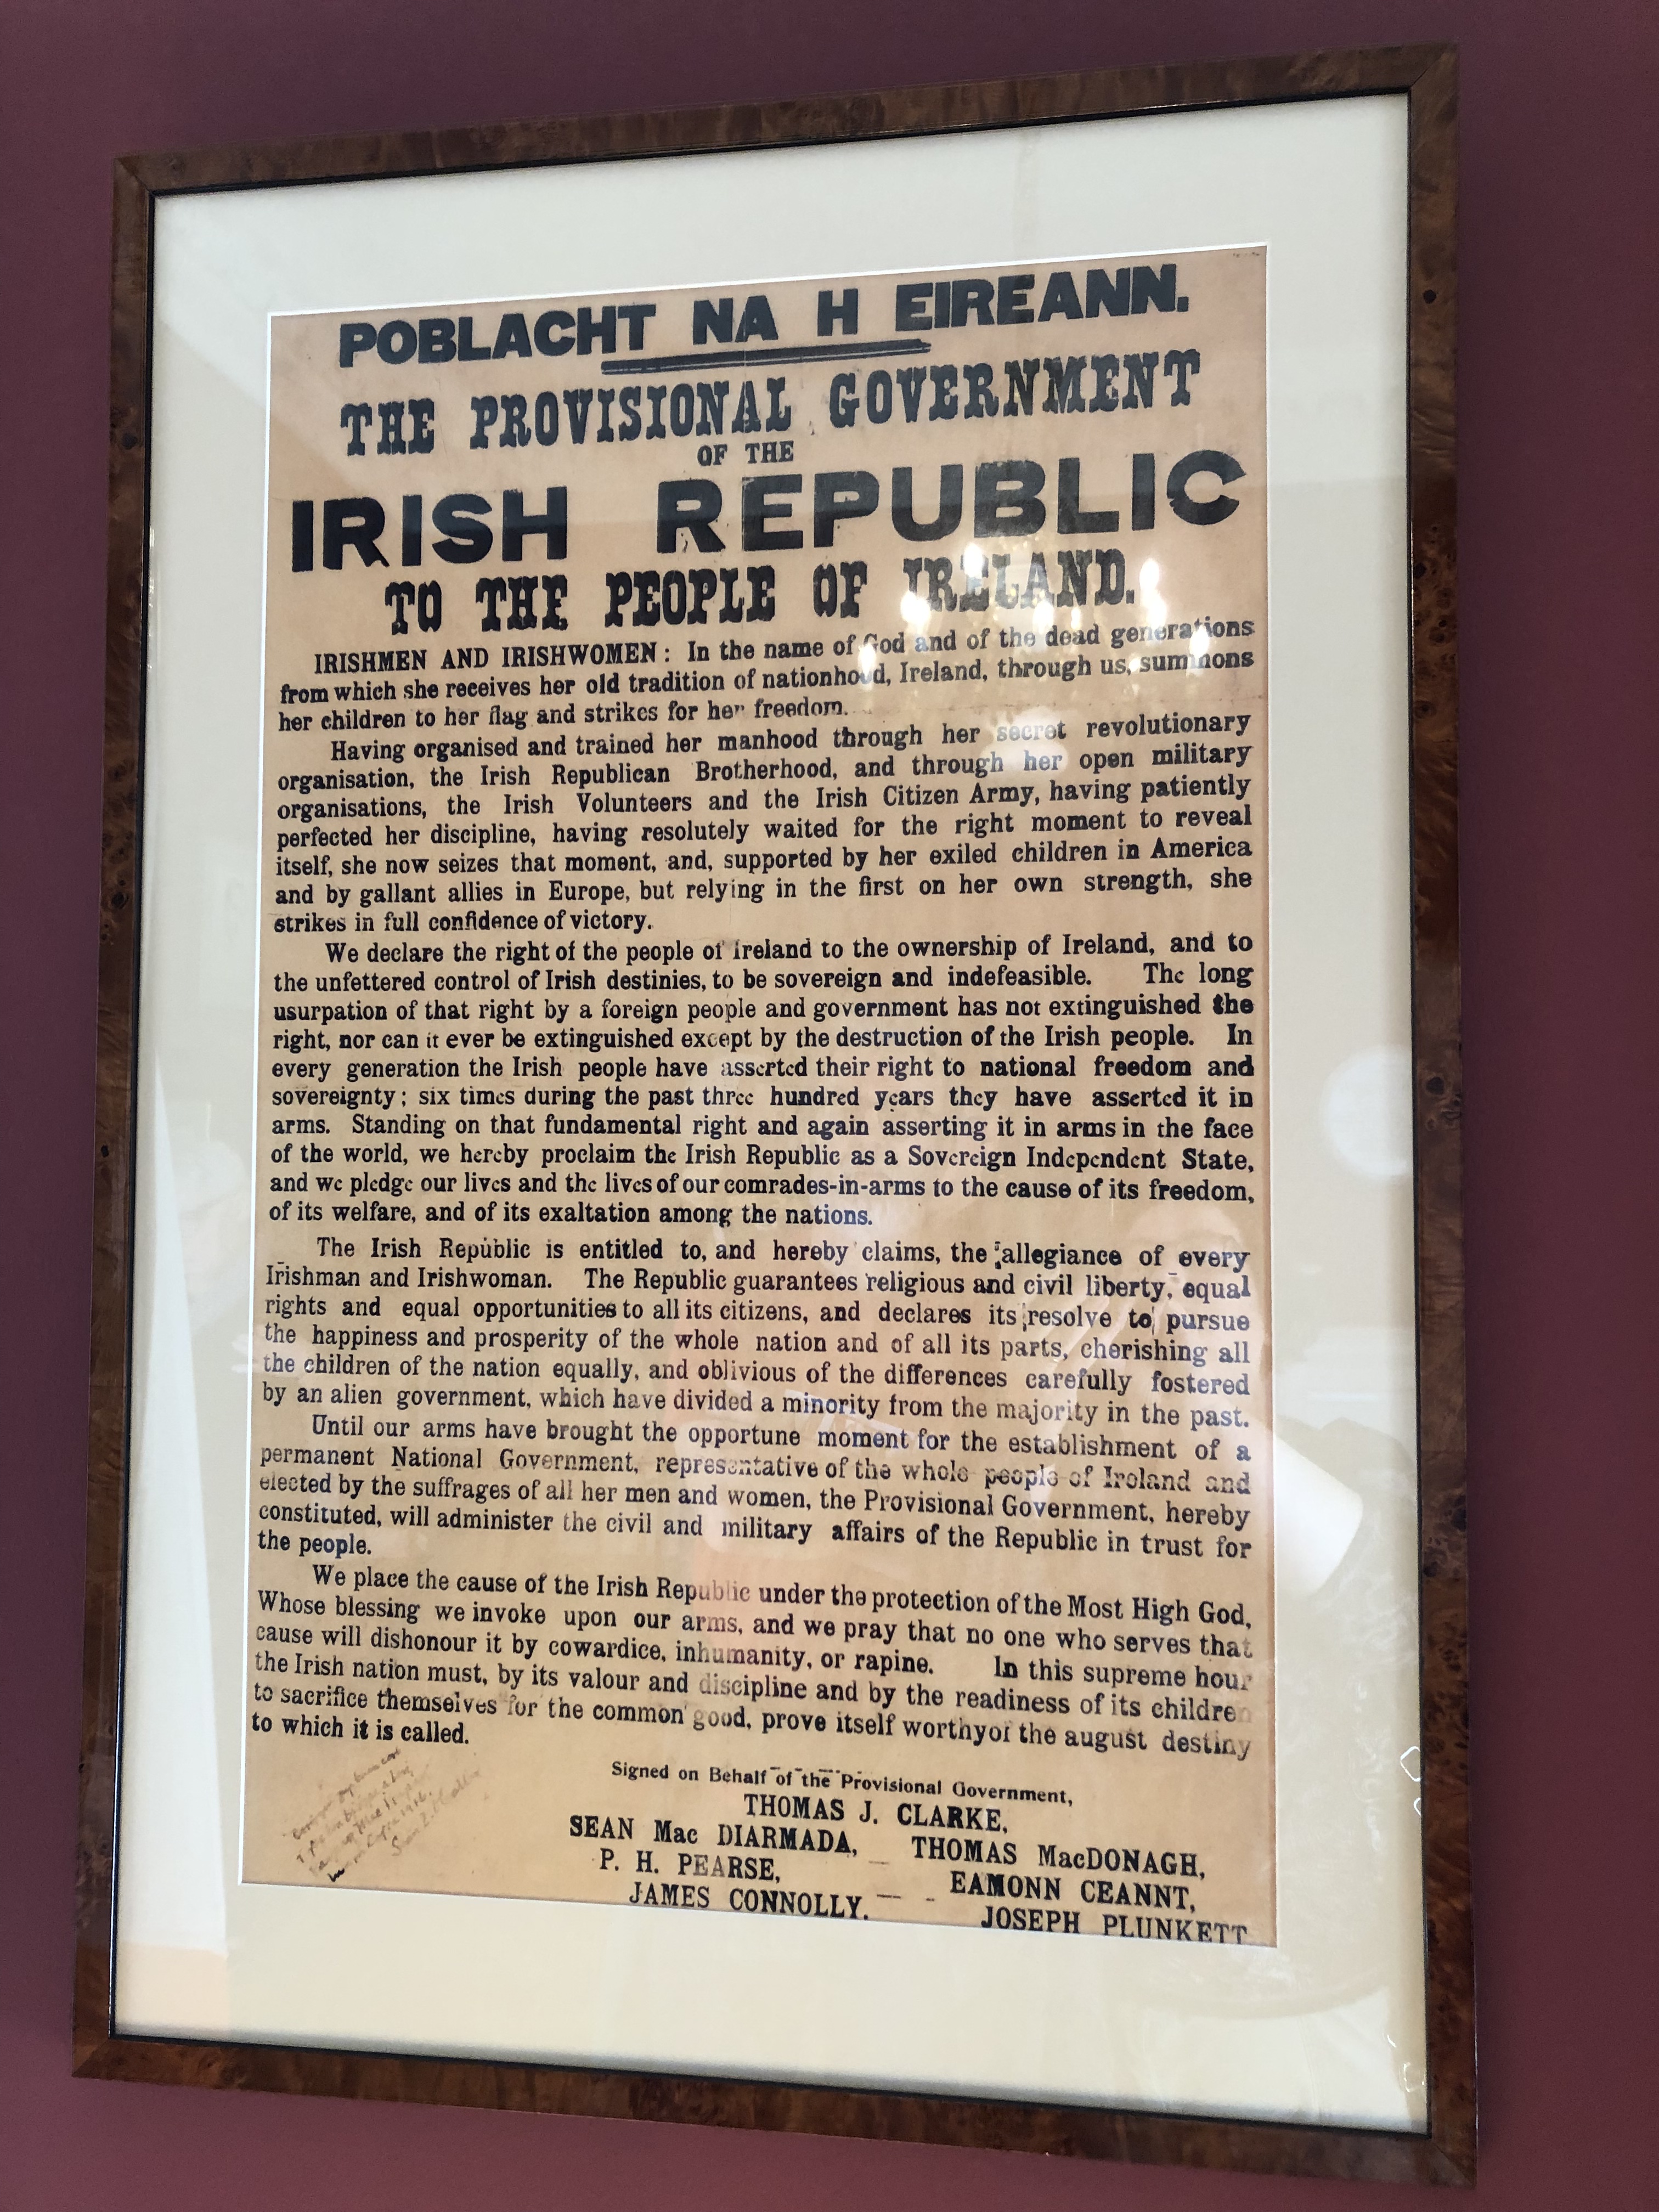 POBLACHT NA H EIREANN.
THE PROVISIONAL GOVERNMENT
OF THE
IRISH REPUBLIC
TO THE PEOPLE OF IRELAND.
IRISHMEN AND IRISHWOMEN: In the name of God and of the dead generations
from which she receives her old tradition of nationhood, Ireland, through us, summons
her children to her flag and strikes for her freedom.
Having organised and trained her manhood through her secret revolutionary
organisation, the Irish Republican Brotherhood, and through her open military
organisations, the Irish Volunteers and the Irish Citizen Army, having patiently
perfected her discipline, having resolutely waited for the right moment to reveal
itself, she now seizes that moment, and, supported by her exiled children in America
and by gallant allies in Europe, but relying in the first on her own strength, she
strikes in full confidence of victory.
We declare the right of the people of Ireland to the ownership of Ireland, and to
the unfettered control of Irish destinies, to be sovereign and indefeasible. The long
usurpation of that right by a foreign people and government has not extinguished the
right, nor can it ever be extinguished except by the destruction of the Irish people. In
every generation the Irish people have asserted their right to national freedom and
sovereignty; six times during the past three hundred years they have asserted it in
arms. Standing on that fundamental right and again asserting it in arms in the face
of the world, we hereby proclaim the Irish Republic as a Sovereign Independent State,
and we pledge our lives and the lives of our comrades-in-arms to the cause of its freedom,
of its welfare, and of its exaltation among the nations.
The Irish Republic is entitled to, and hereby claims, the allegiance of every
Irishman and Irishwoman. The Republic guarantees religious and civil liberty, equal
rights and equal opportunities to all its citizens, and declares its resolve to pursue
the happiness and prosperity of the whole nation and of all its parts, cherishing all
the children of the nation equally, and oblivious of the differences carefully fostered
by an alien government, which have divided a minority from the majority in the past.
Until our arms have brought the opportune moment for the establishment of a
permanent National Government, representative of the whole people of Ireland and
elected by the suffrages of all her men and women, the Provisional Government, hereby
constituted, will administer the civil and military affairs of the Republic in trust for
the people.
We place the cause of the Irish Republic under the protection of the Most High God,
Whose blessing we invoke upon our arms, and we pray that no one who serves that
cause will dishonour it by cowardice, inhumanity, or rapine. In this supreme hour
the Irish nation must, by its valour and discipline and by the readiness of its children
to sacrifice themselves for the common good, prove itself worthy of the august destiny
to which it is called.
Signed on Behalf of the Provisional Government,
THOMAS J. CLARKE,
SEAN Mac DIARMADA, THOMAS MacDONAGH,
P. H. PEARSE, EAMONN CEANNT,
JAMES CONNOLLY. JOSEPH PLUNKETT